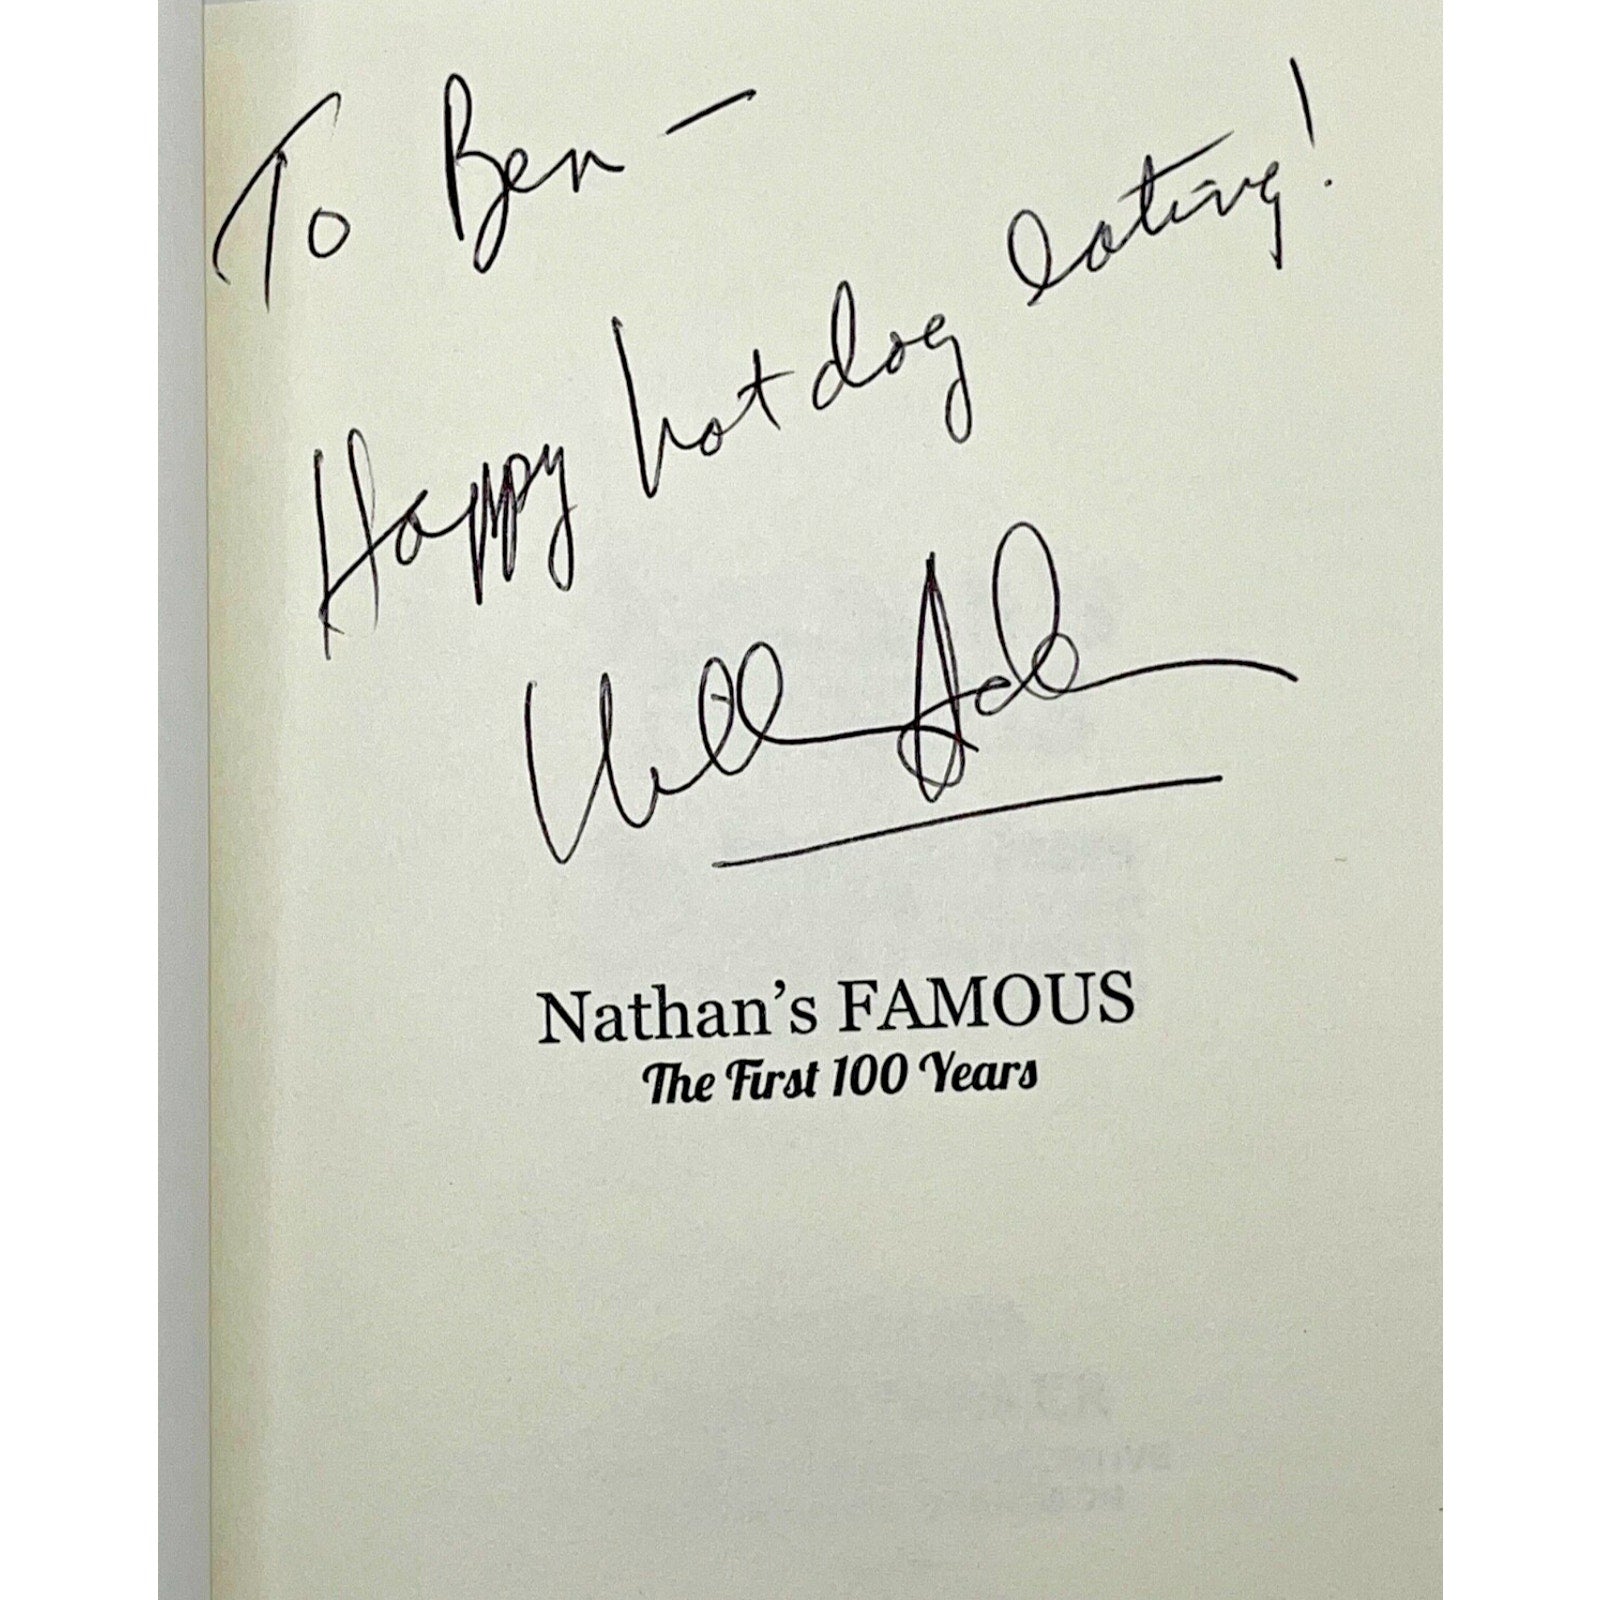 To Ben —
Happy hot dog eating!
Nathan's FAMOUS
The First 100 Years